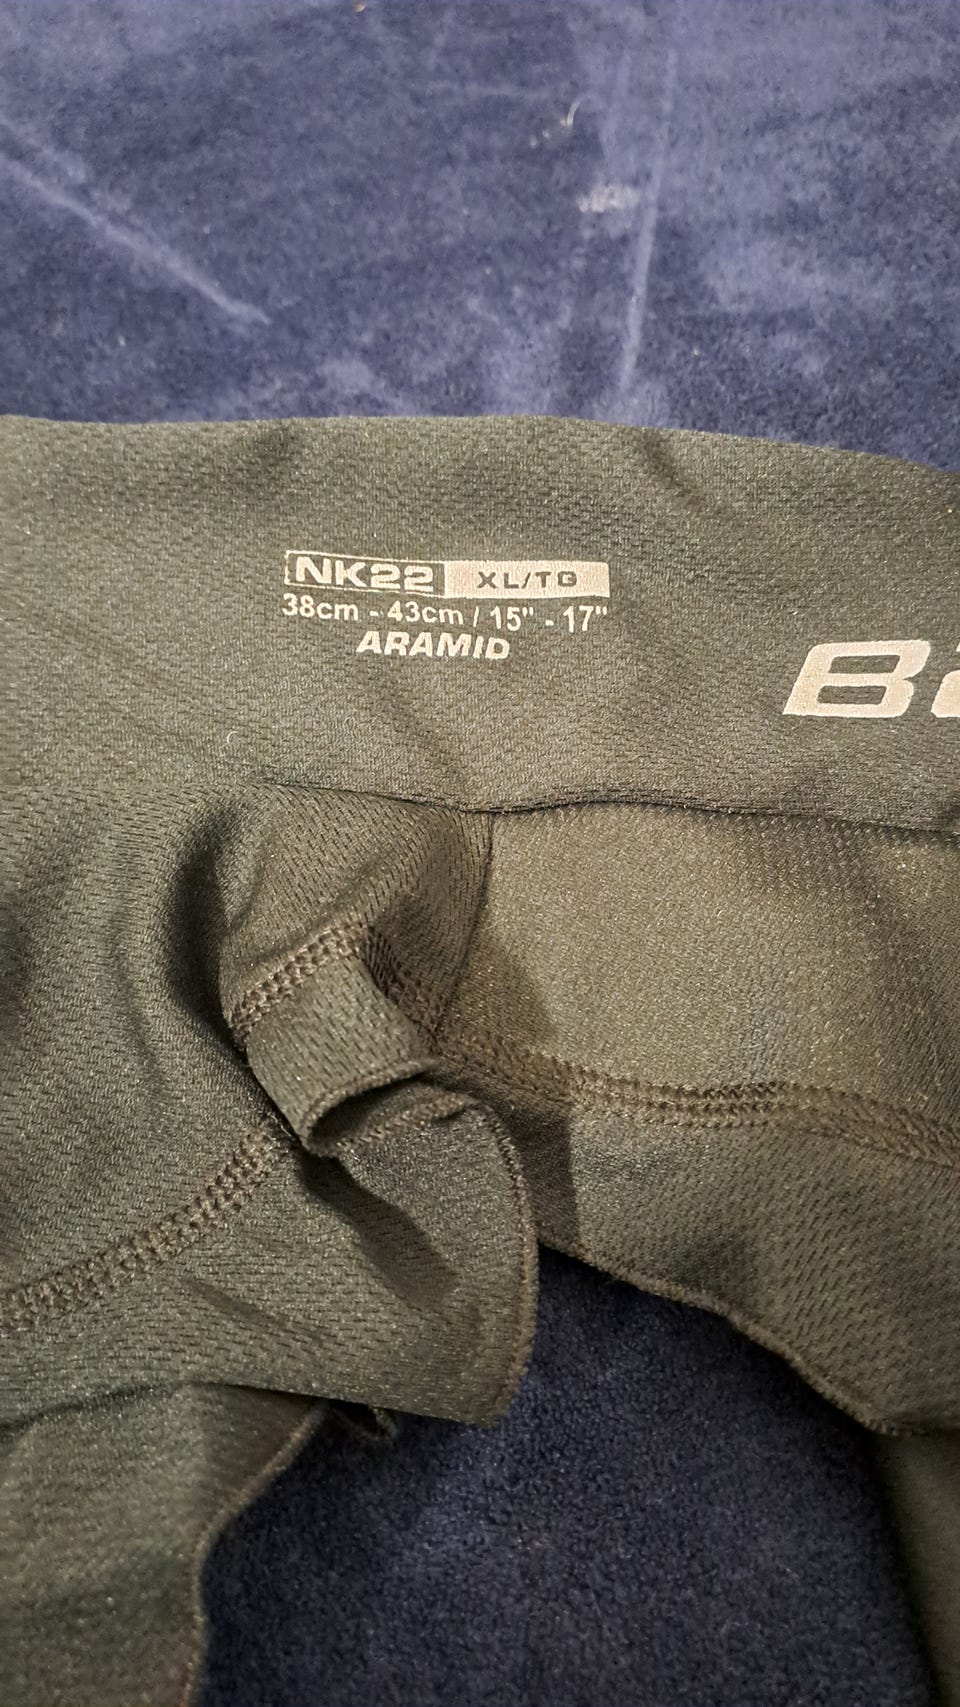 NK22 XL/TG
38cm - 43cm / 15" - 17"
ARAMID